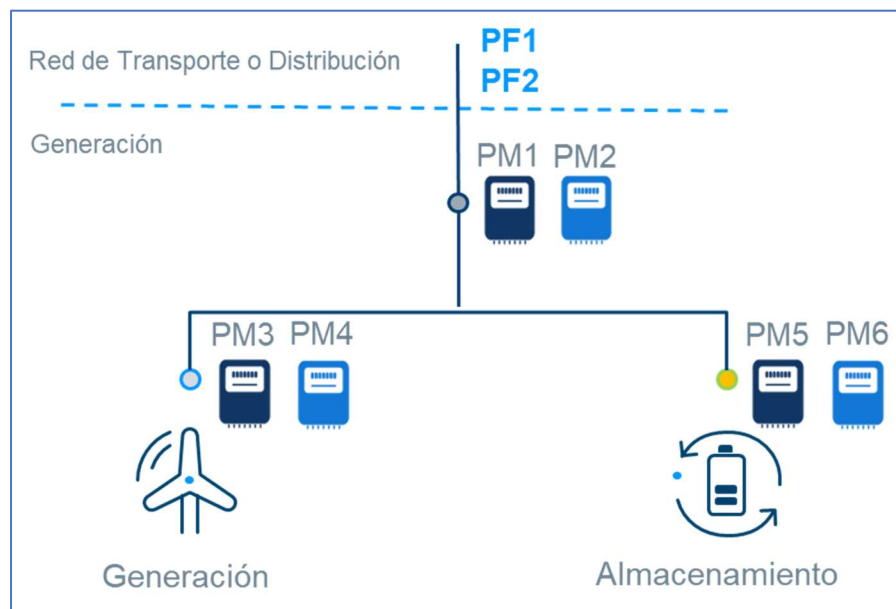 PF1
Red de Transporte o Distribución
PF2
Generación
PM1 PM2
PM3 PM4
PM5 PM6
Generación
Almacenamiento